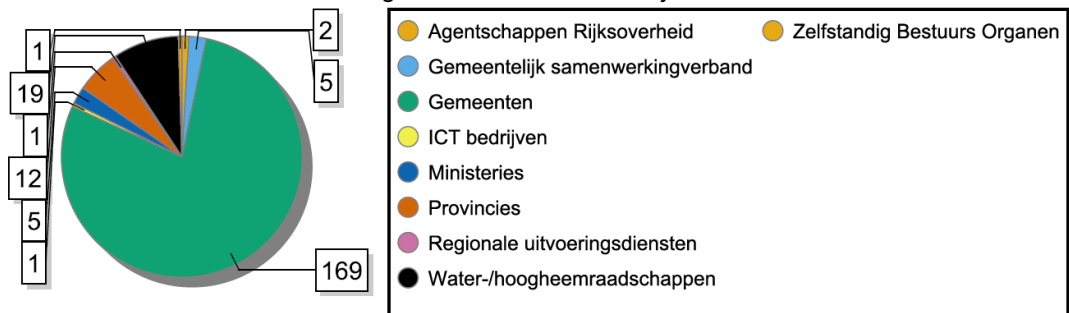 2
5
1
19
1
12
5
1
169
Agentschappen Rijksoverheid
Gemeentelijk samenwerkingverband
Gemeenten
ICT bedrijven
Ministeries
Provincies
Regionale uitvoeringsdiensten
Water-/hoogheemraadschappen
Zelfstandig Bestuurs Organen